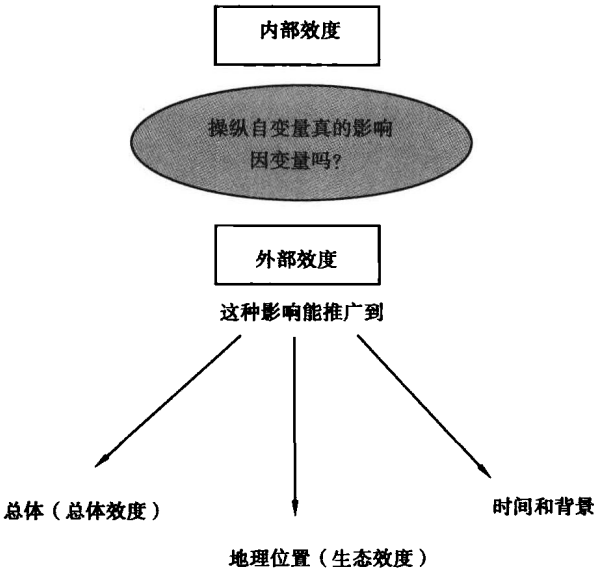 内部效度
操纵自变量真的影响
因变量吗?
外部效度
这种影响能推广到
总体(总体效度)
时间和背景
地理位置(生态效度)